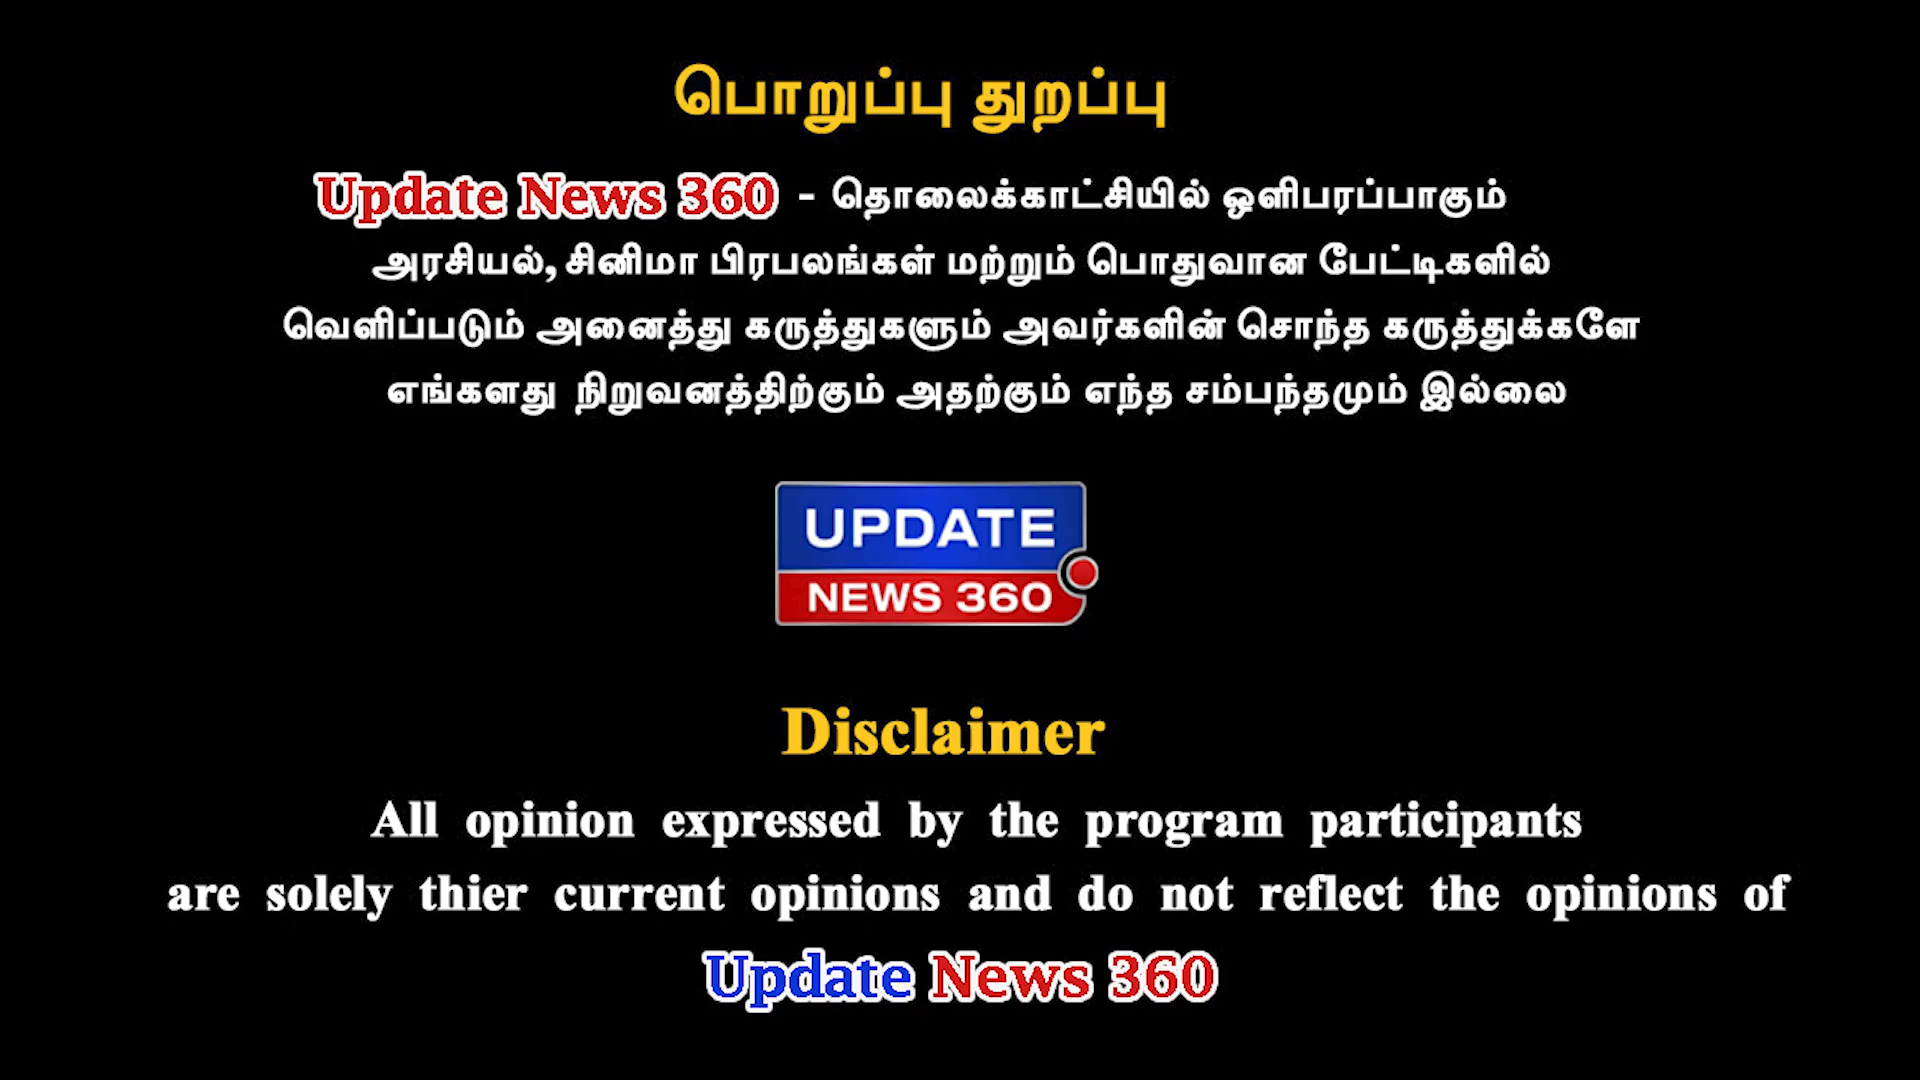 பொறுப்பு துறப்பு
Update News 360 - தொலைக்காட்சியில் ஒளிபரப்பாகும்
அரசியல், சினிமா பிரபலங்கள் மற்றும் பொதுவான பேட்டிகளில்
வெளிப்படும் அனைத்து கருத்துகளும் அவர்களின் சொந்த கருத்துக்களே
எங்களது நிறுவனத்திற்கும் அதற்கும் எந்த சம்பந்தமும் இல்லை
UPDATE
NEWS 360
Disclaimer
All opinion expressed by the program participants
are solely thier current opinions and do not reflect the opinions of
Update News 360